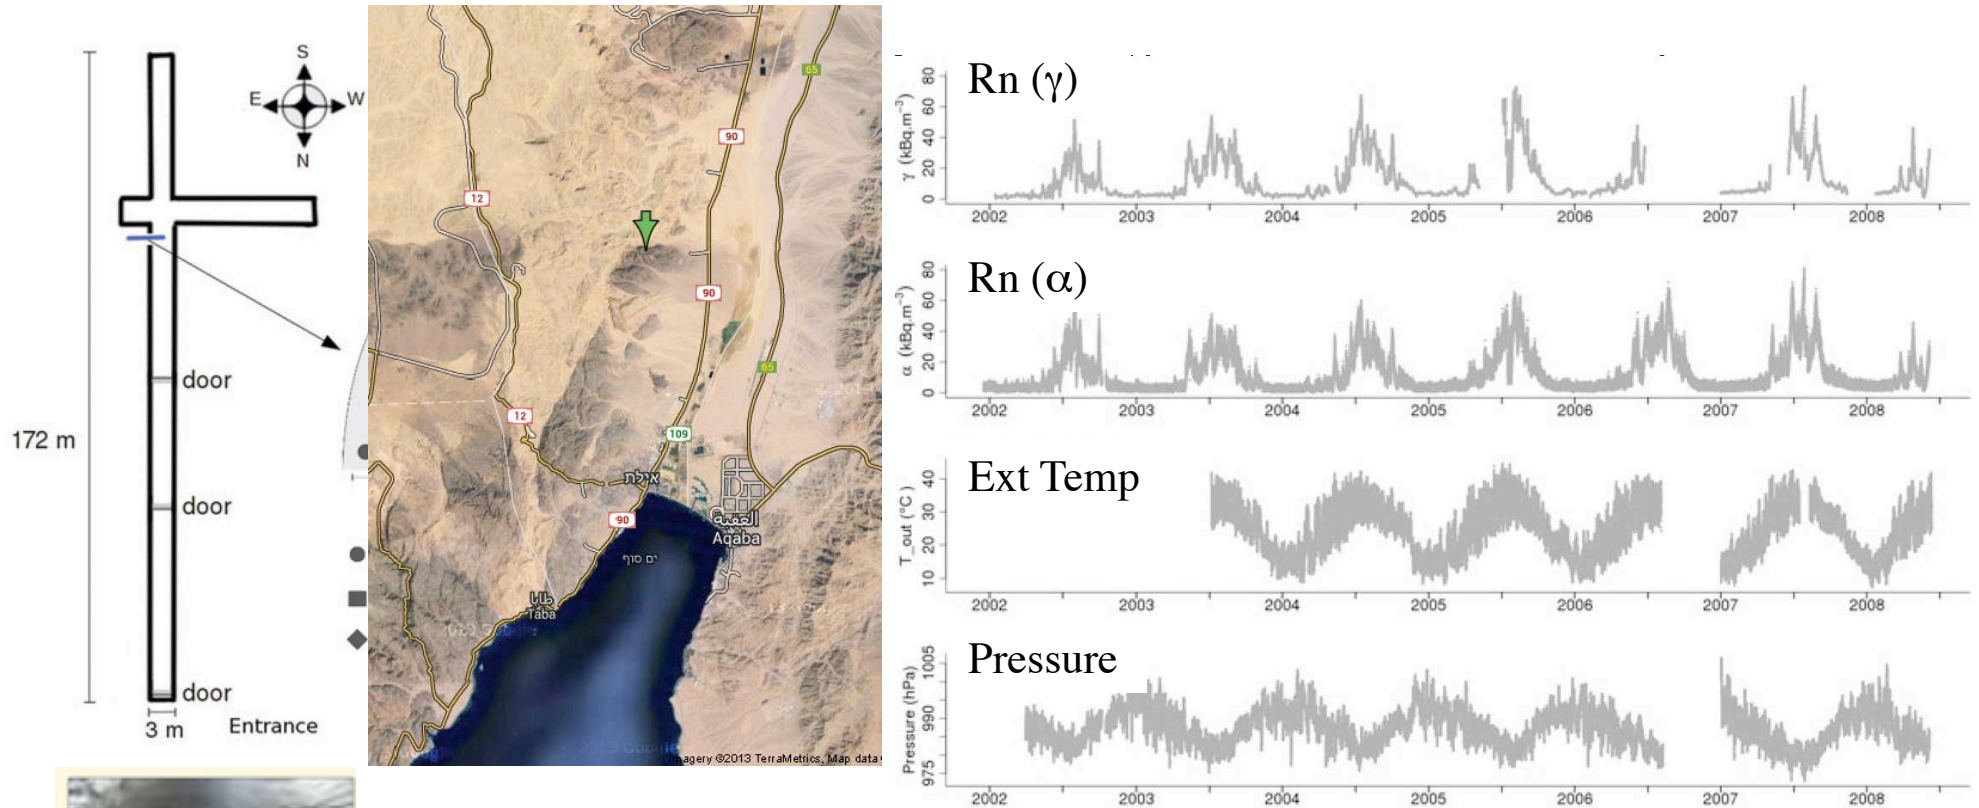 S
E
W
N
door
door
172 m
door
3 m
Entrance
65
90
12
90
65
12
109
אילת
90
العقبة
Aqaba
ים סוף
طابا
Taba
magery ©2013 TerraMetrics, Map data
Rn (γ)
γ (kBq.m⁻³)
80
60
40
20
0
2002 2003 2004 2005 2006 2007 2008
Rn (α)
α (kBq.m⁻³)
80
60
40
20
0
2002 2003 2004 2005 2006 2007 2008
Ext Temp
T_out (°C)
40
30
20
10
2002 2003 2004 2005 2006 2007 2008
Pressure
Pressure (hPa)
1005
990
975
2002 2003 2004 2005 2006 2007 2008